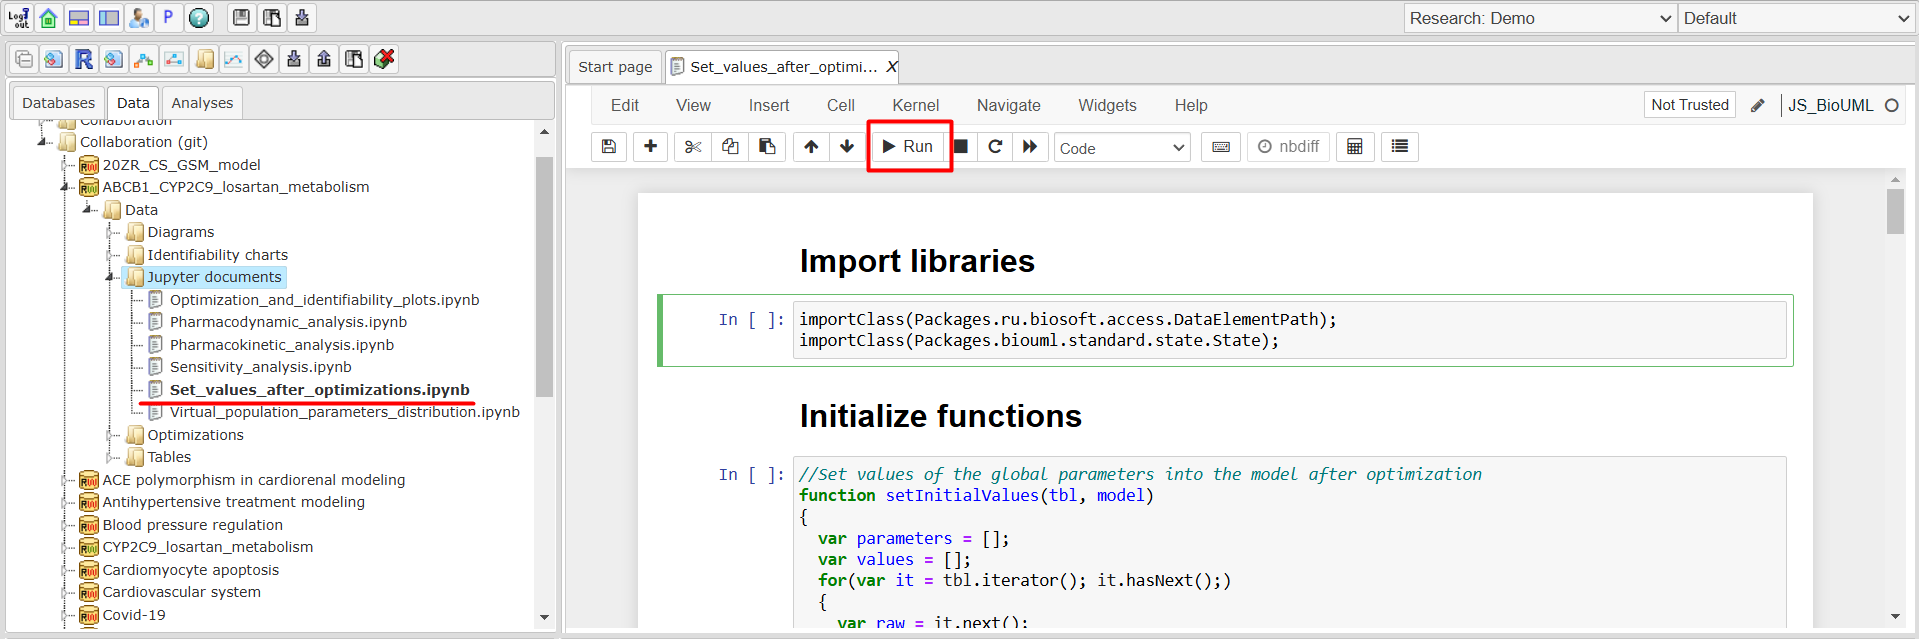 Logout
Research: Demo
Default
Databases
Data
Analyses
Collaboration
Collaboration (git)
20ZR_CS_GSM_model
ABCB1_CYP2C9_losartan_metabolism
Data
Diagrams
Identifiability charts
Jupyter documents
Optimization_and_identifiability_plots.ipynb
Pharmacodynamic_analysis.ipynb
Pharmacokinetic_analysis.ipynb
Sensitivity_analysis.ipynb
Set_values_after_optimizations.ipynb
Virtual_population_parameters_distribution.ipynb
Optimizations
Tables
ACE polymorphism in cardiorenal modeling
Antihypertensive treatment modeling
Blood pressure regulation
CYP2C9_losartan_metabolism
Cardiomyocyte apoptosis
Cardiovascular system
Covid-19
Start page
Set_values_after_optimi... X
Edit View Insert Cell Kernel Navigate Widgets Help
Not Trusted
JS_BioUML
Run
Code
nbdiff
Import libraries
In [ ]: importClass(Packages.ru.biosoft.access.DataElementPath);
importClass(Packages.biouml.standard.state.State);
Initialize functions
In [ ]: //Set values of the global parameters into the model after optimization
function setInitialValues(tbl, model)
{
var parameters = [];
var values = [];
for(var it = tbl.iterator(); it.hasNext();)
{
var raw = it.next();